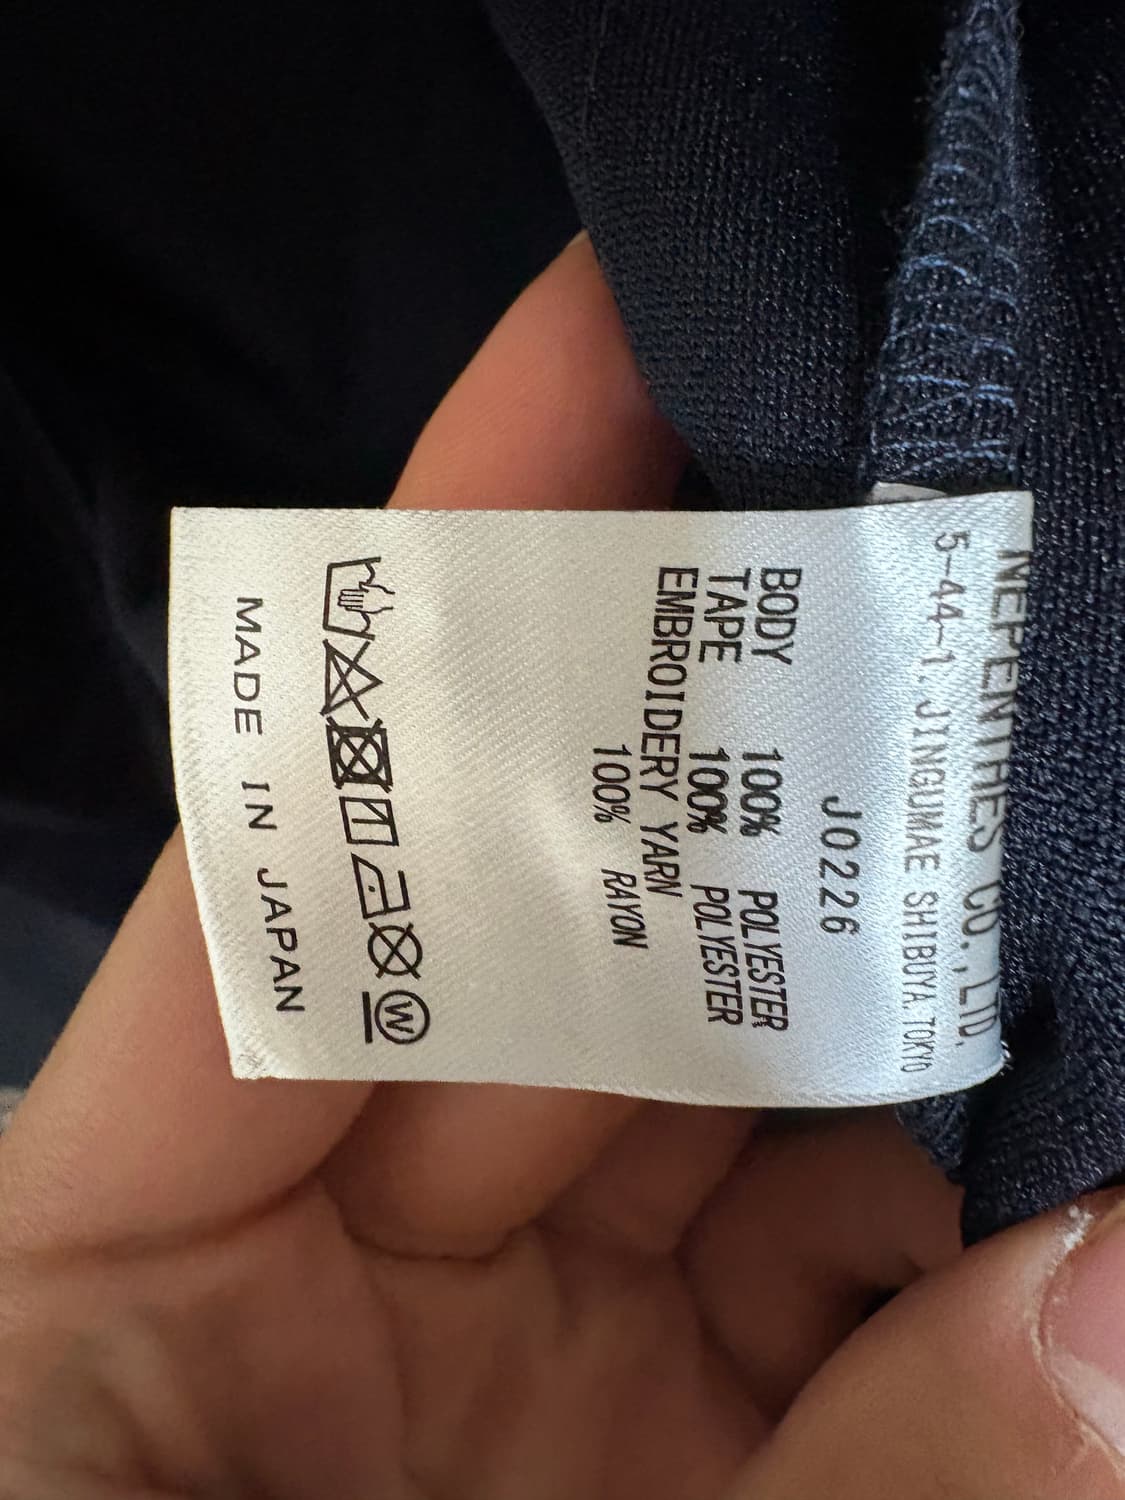 NEPENTHES CO.,LTD.
5-44-1, JINGUMAE SHIBUYA, TOKYO
J0226
BODY 100% POLYESTER
TAPE 100% POLYESTER
EMBROIDERY YARN
100% RAYON
W
MADE IN JAPAN